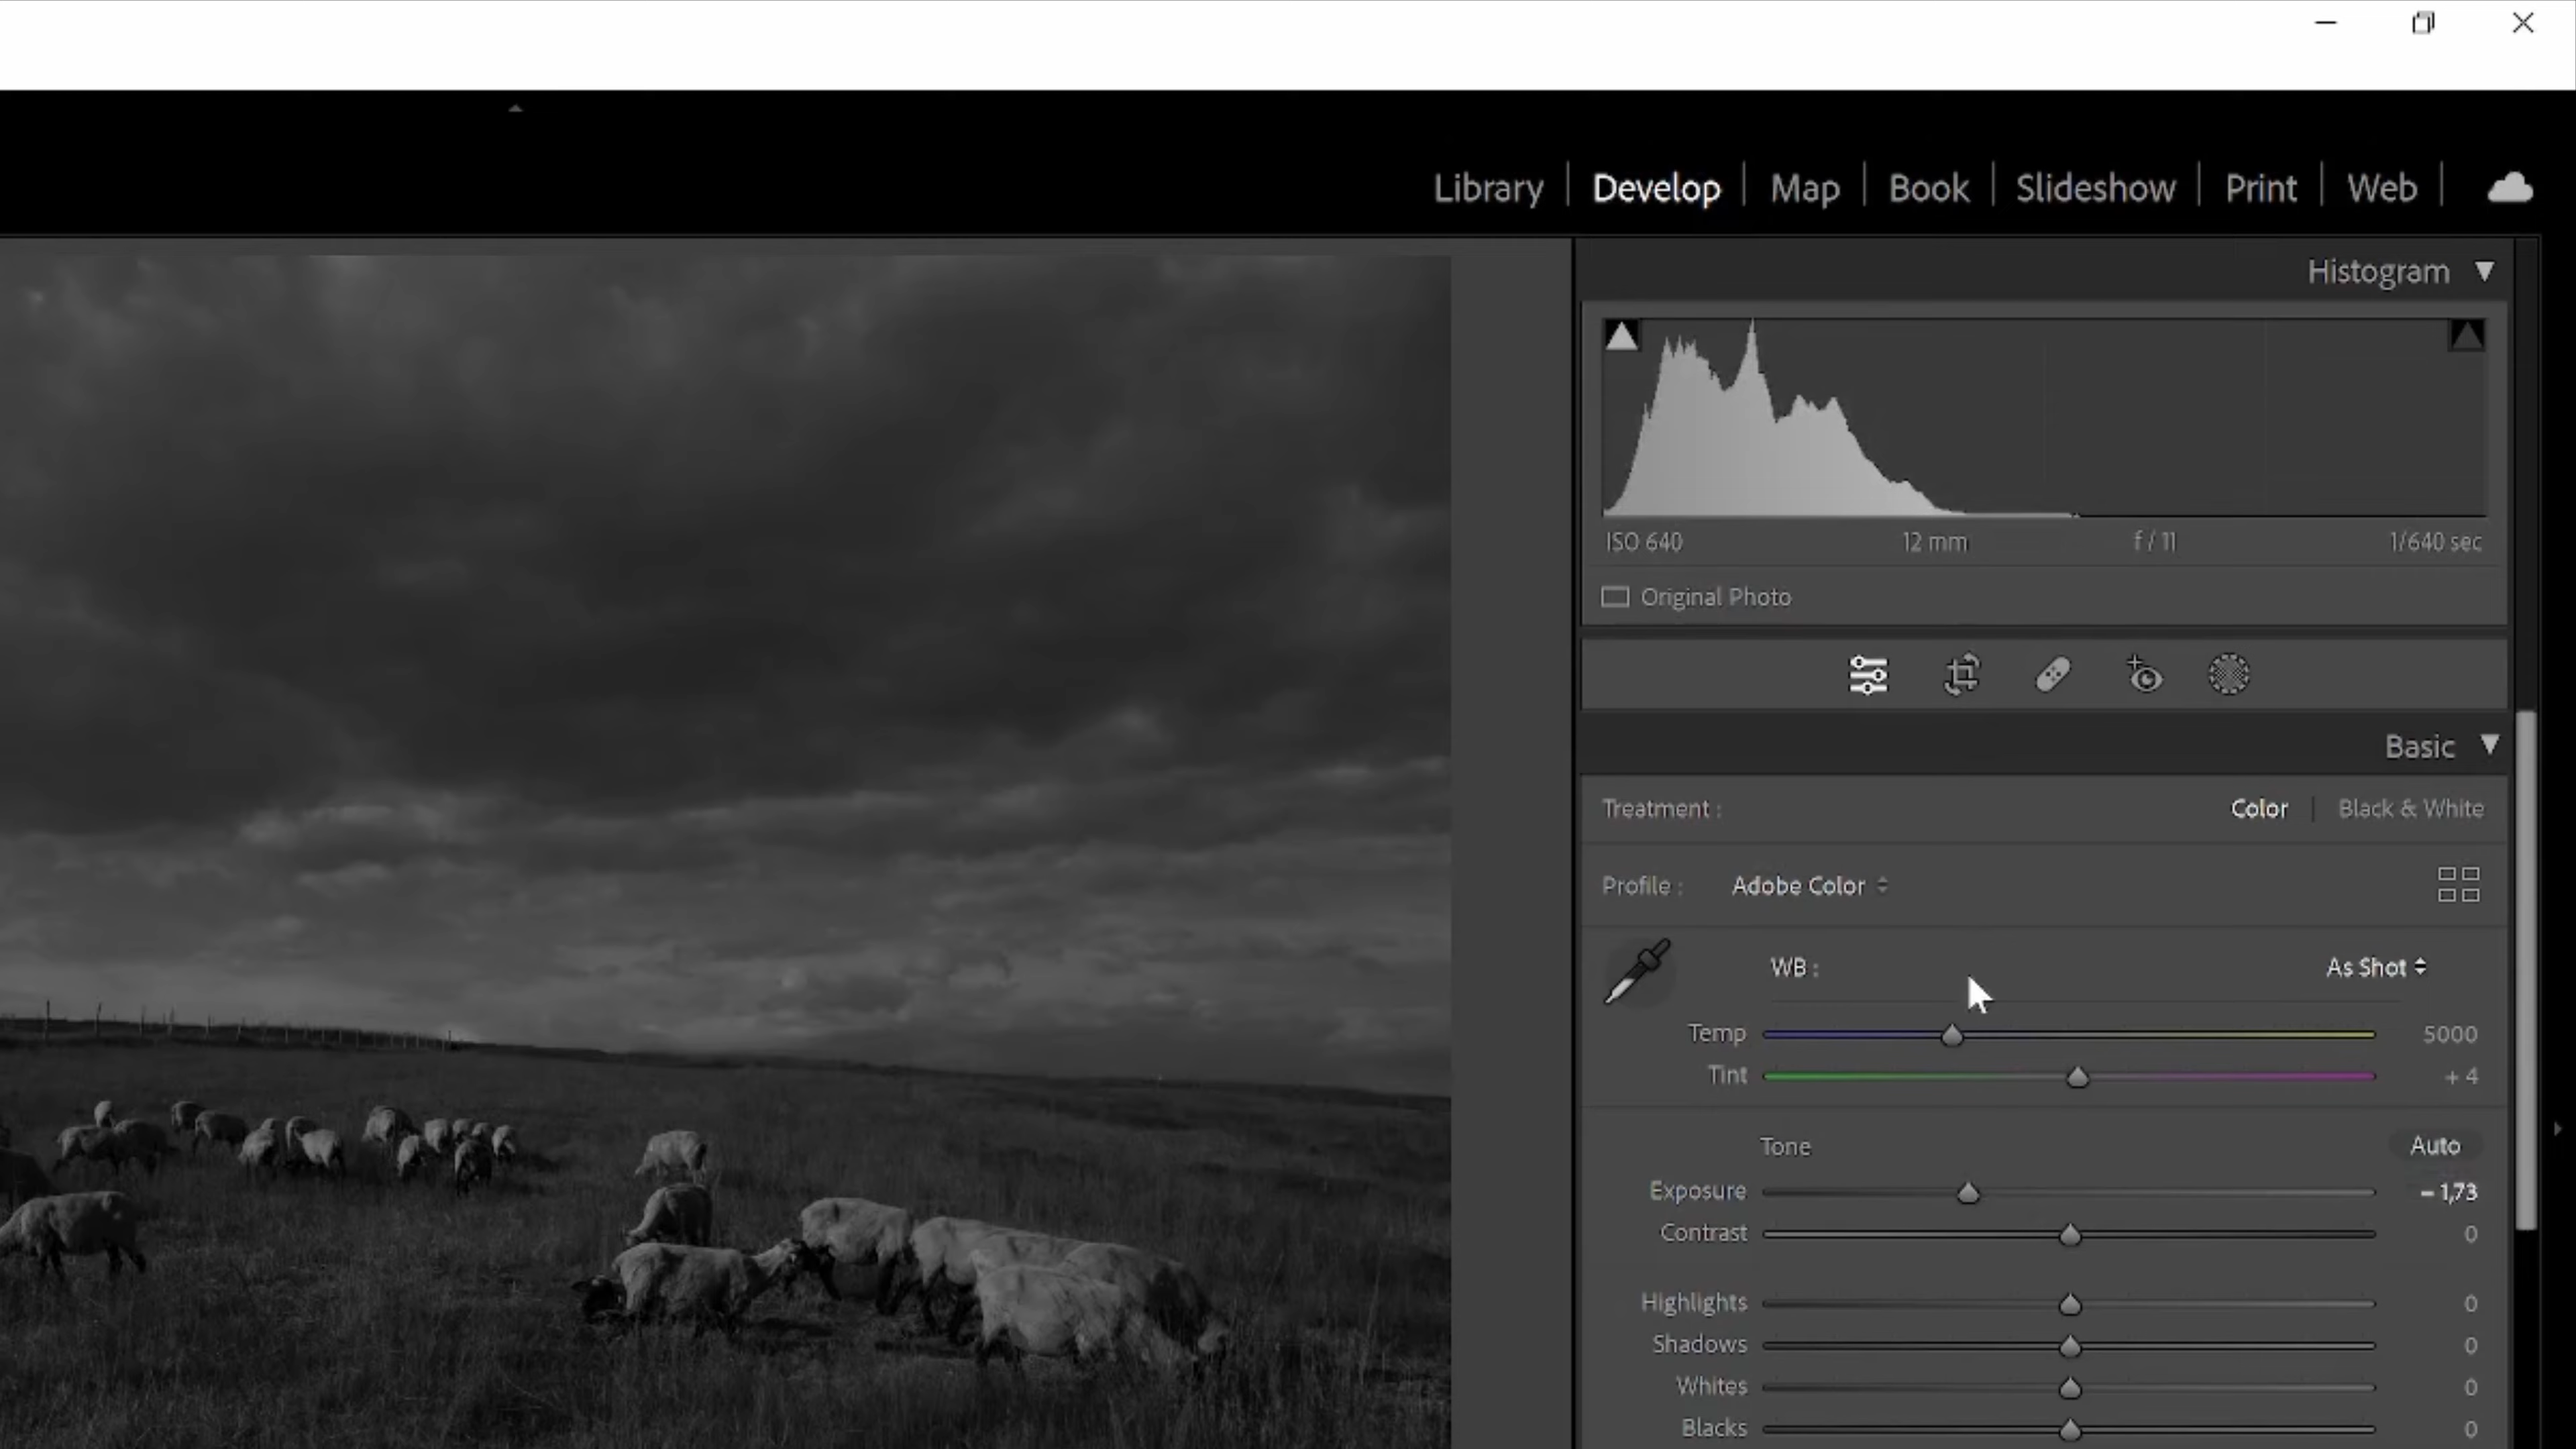 Library | Develop | Map | Book | Slideshow | Print | Web |
Histogram
ISO 640 12 mm f / 11 1/640 sec
Original Photo
Basic
Treatment : Color | Black & White
Profile : Adobe Color
WB : As Shot
Temp 5000
Tint + 4
Tone Auto
Exposure – 1,73
Contrast 0
Highlights 0
Shadows 0
Whites 0
Blacks 0